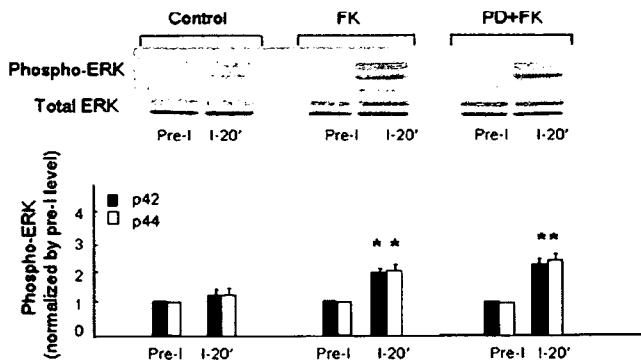 Control FK PD+FK
Phospho-ERK
Total ERK
Pre-I I-20' Pre-I I-20' Pre-I I-20'
Phospho-ERK
(normalized by pre-I level)
4
3
2
1
0
p42
p44
* * **
Pre-I I-20' Pre-I I-20' Pre-I I-20'